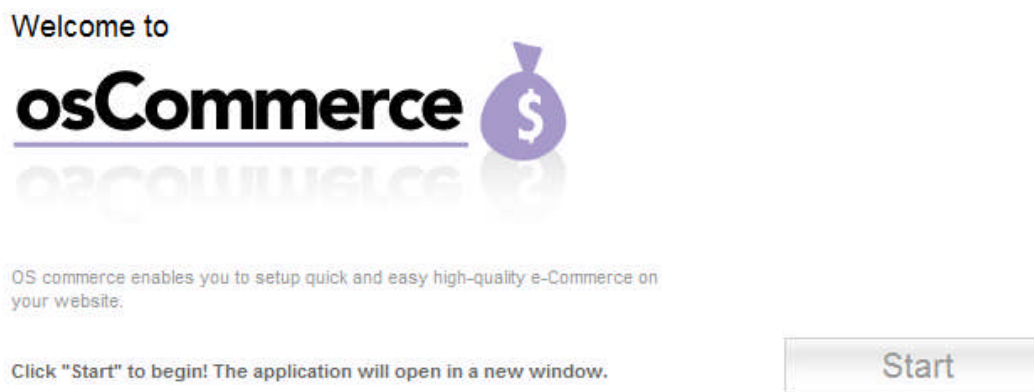 Welcome to
osCommerce
$
OS commerce enables you to setup quick and easy high-quality e-Commerce on
your website.
Click "Start" to begin! The application will open in a new window.
Start